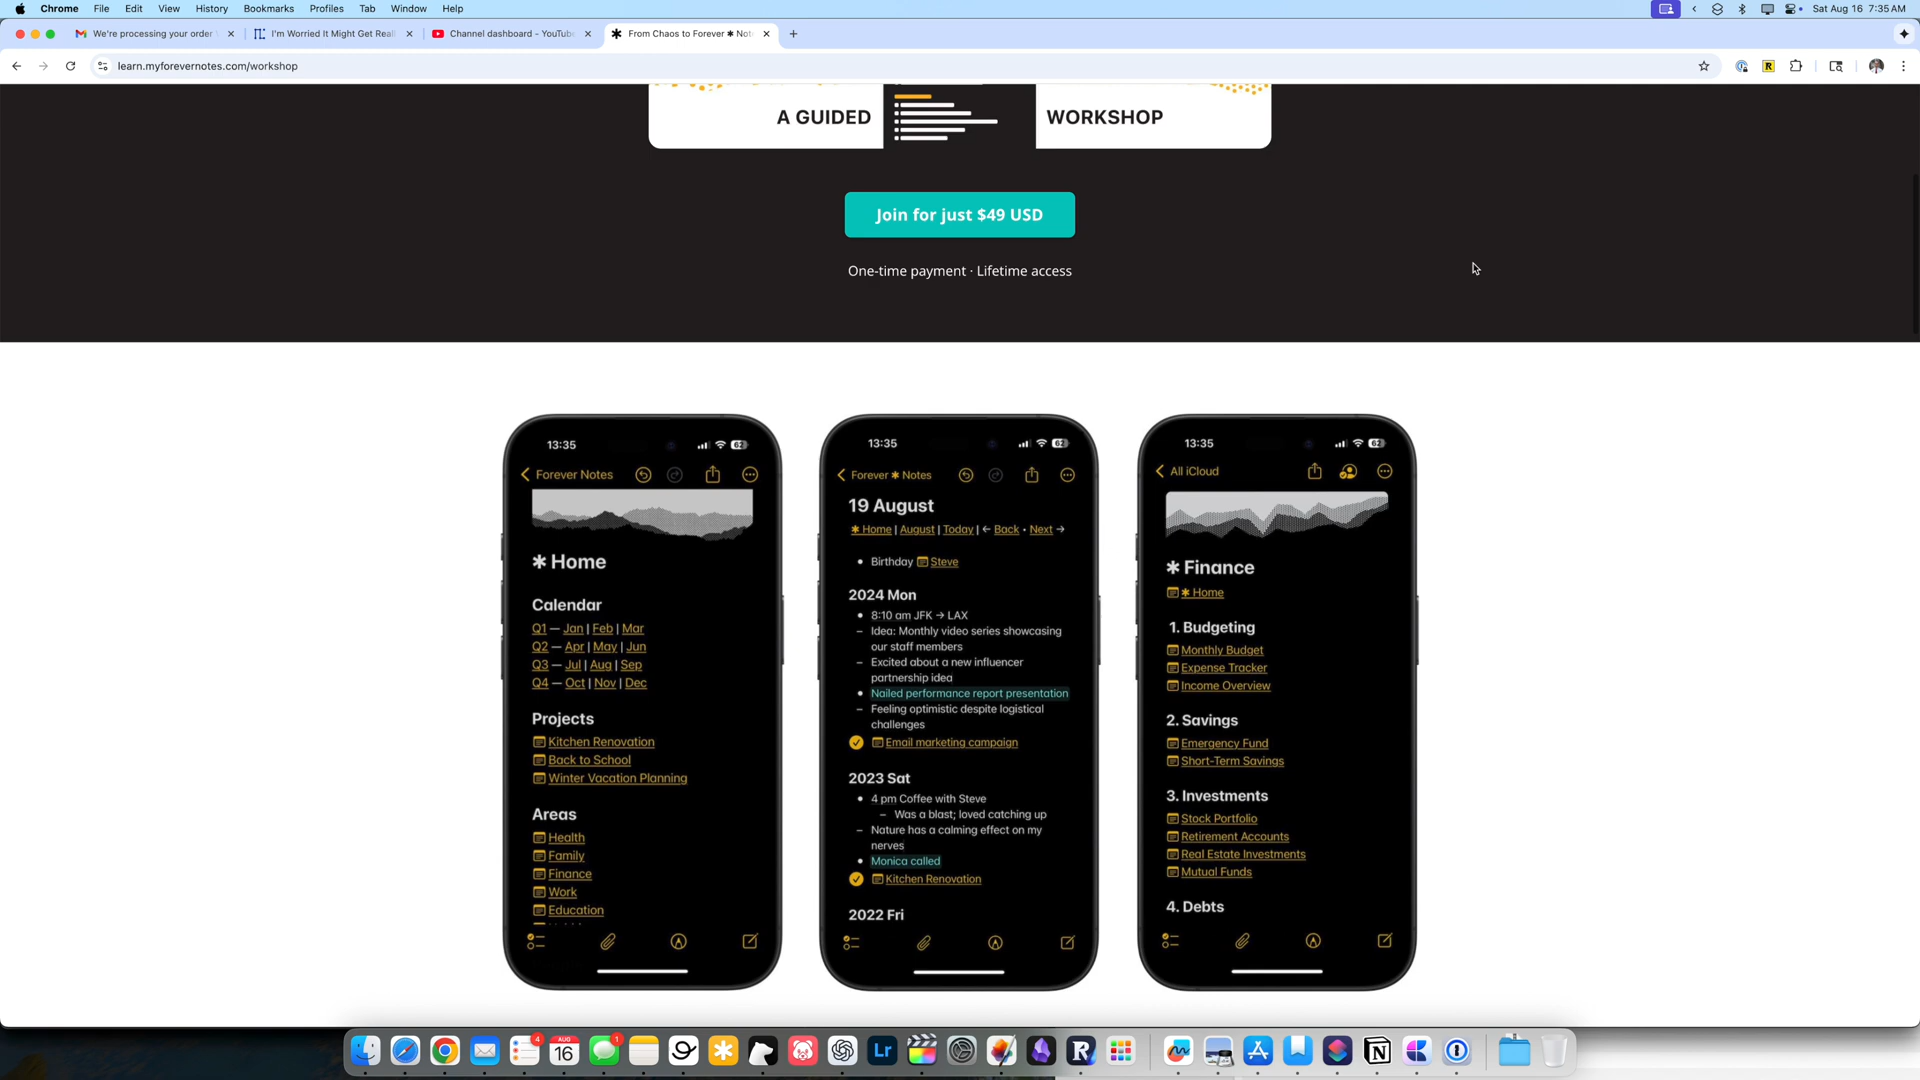 Chrome File Edit View History Bookmarks Profiles Tab Window Help
Sat Aug 16 7:35 AM
We're processing your order
I'm Worried It Might Get Reall
Channel dashboard - YouTube
From Chaos to Forever ✱ Not
learn.myforevernotes.com/workshop
A GUIDED
WORKSHOP
Join for just $49 USD
One-time payment · Lifetime access
13:35
62
Forever Notes
✱ Home
Calendar
Q1 — Jan | Feb | Mar
Q2 — Apr | May | Jun
Q3 — Jul | Aug | Sep
Q4 — Oct | Nov | Dec
Projects
Kitchen Renovation
Back to School
Winter Vacation Planning
Areas
Health
Family
Finance
Work
Education
13:35
62
Forever ✱ Notes
19 August
✱ Home | August | Today | ← Back • Next →
• Birthday Steve
2024 Mon
• 8:10 am JFK → LAX
– Idea: Monthly video series showcasing
our staff members
– Excited about a new influencer
partnership idea
• Nailed performance report presentation
– Feeling optimistic despite logistical
challenges
Email marketing campaign
2023 Sat
• 4 pm Coffee with Steve
– Was a blast; loved catching up
– Nature has a calming effect on my
nerves
• Monica called
Kitchen Renovation
2022 Fri
13:35
62
All iCloud
✱ Finance
✱ Home
1. Budgeting
Monthly Budget
Expense Tracker
Income Overview
2. Savings
Emergency Fund
Short-Term Savings
3. Investments
Stock Portfolio
Retirement Accounts
Real Estate Investments
Mutual Funds
4. Debts
4
AUG
16
1
Lr